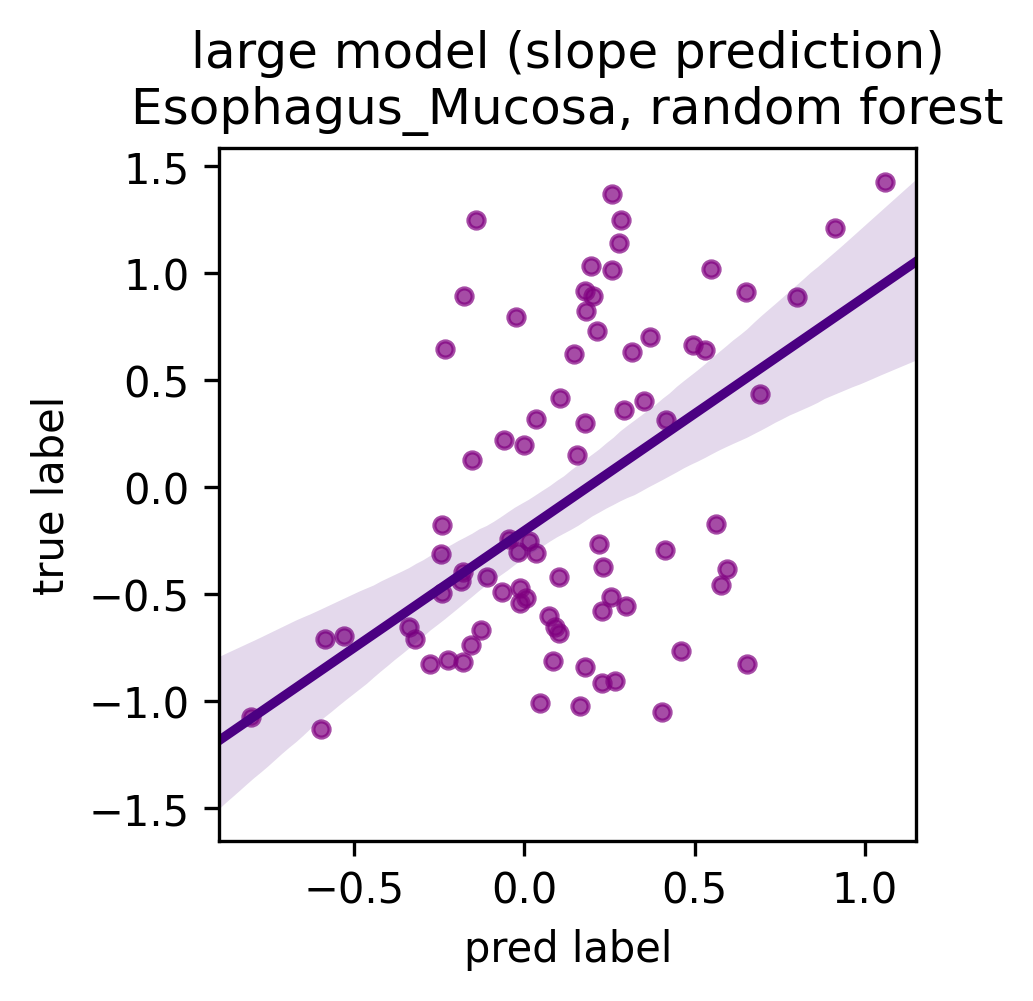 large model (slope prediction)
Esophagus_Mucosa, random forest
1.5
1.0
0.5
0.0
−0.5
−1.0
−1.5
true label
−0.5
0.0
0.5
1.0
pred label